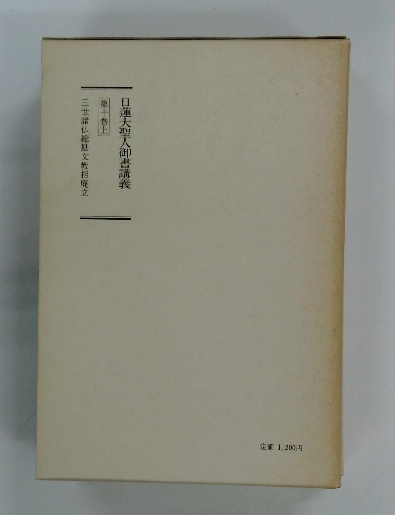 日蓮大聖人御書講義
第十巻上
三世諸仏総勘文教相廃立
定価 1,200円